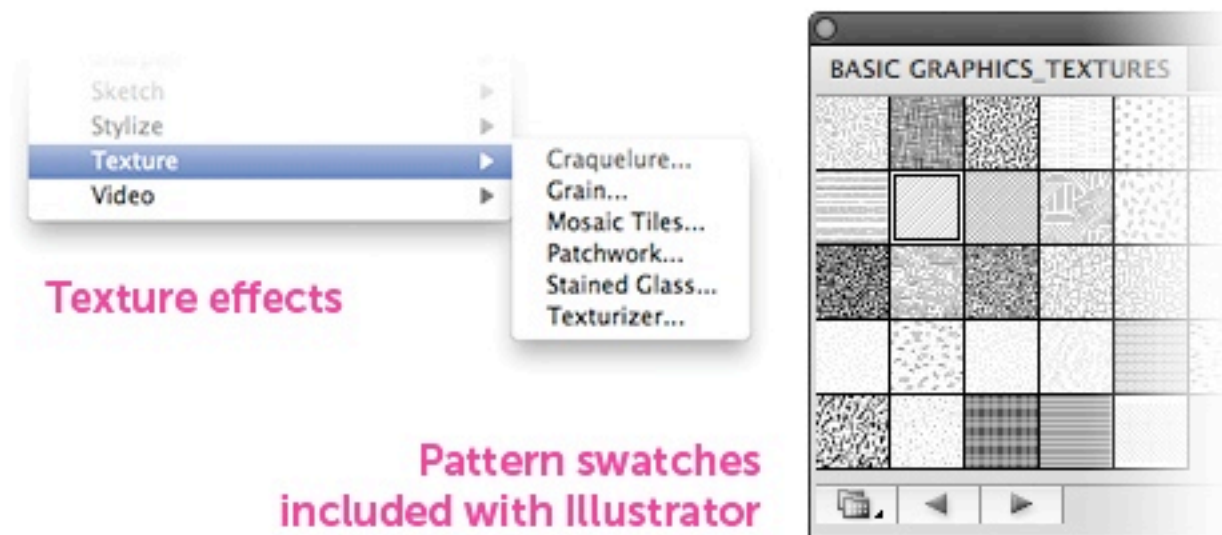 Sketch
Stylize
Texture
Video
Craquelure...
Grain...
Mosaic Tiles...
Patchwork...
Stained Glass...
Texturizer...
Texture effects
BASIC GRAPHICS_TEXTURES
Pattern swatches
included with Illustrator